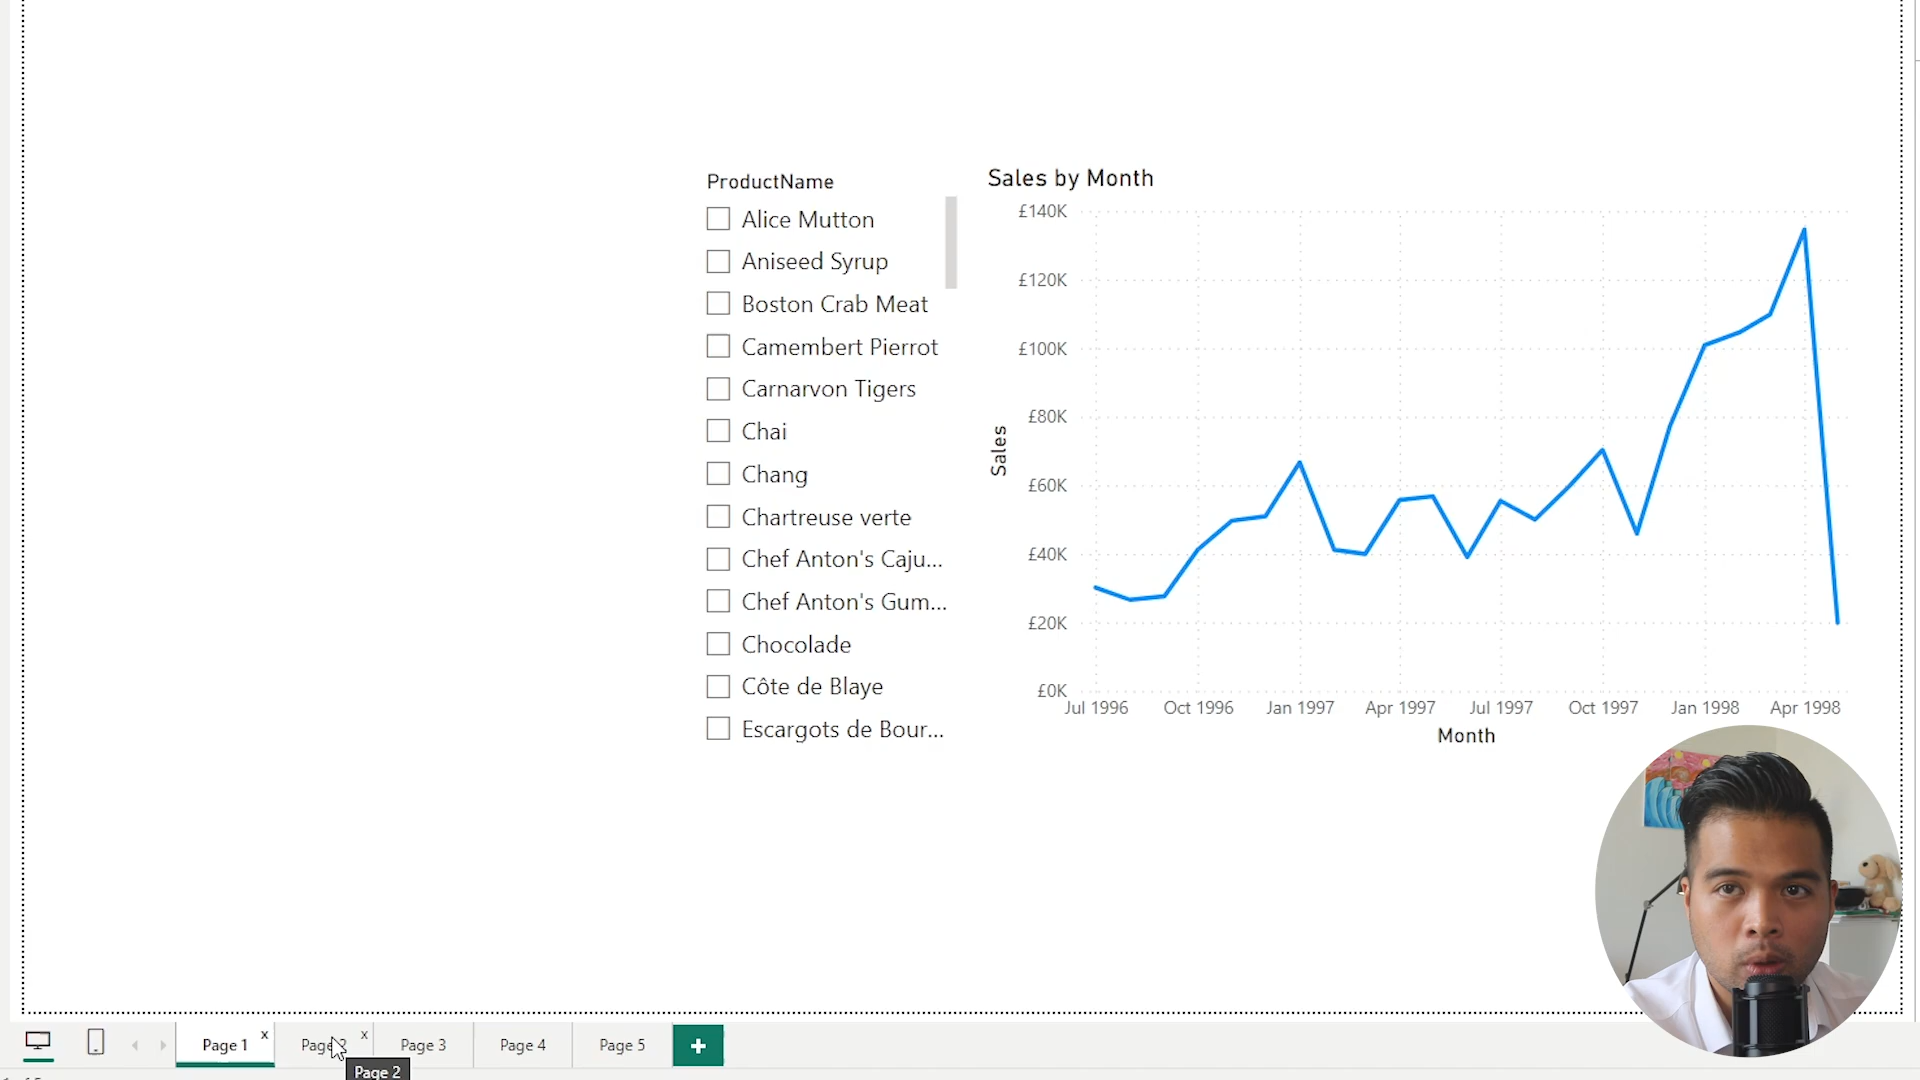 ProductName
Alice Mutton
Aniseed Syrup
Boston Crab Meat
Camembert Pierrot
Carnarvon Tigers
Chai
Chang
Chartreuse verte
Chef Anton's Caju...
Chef Anton's Gum...
Chocolade
Côte de Blaye
Escargots de Bour...
Sales by Month
£140K
£120K
£100K
£80K
£60K
£40K
£20K
£0K
Sales
Jul 1996 Oct 1996 Jan 1997 Apr 1997 Jul 1997 Oct 1997 Jan 1998 Apr 1998
Month
Page 1 x Page 2 x Page 3 Page 4 Page 5 +
Page 2